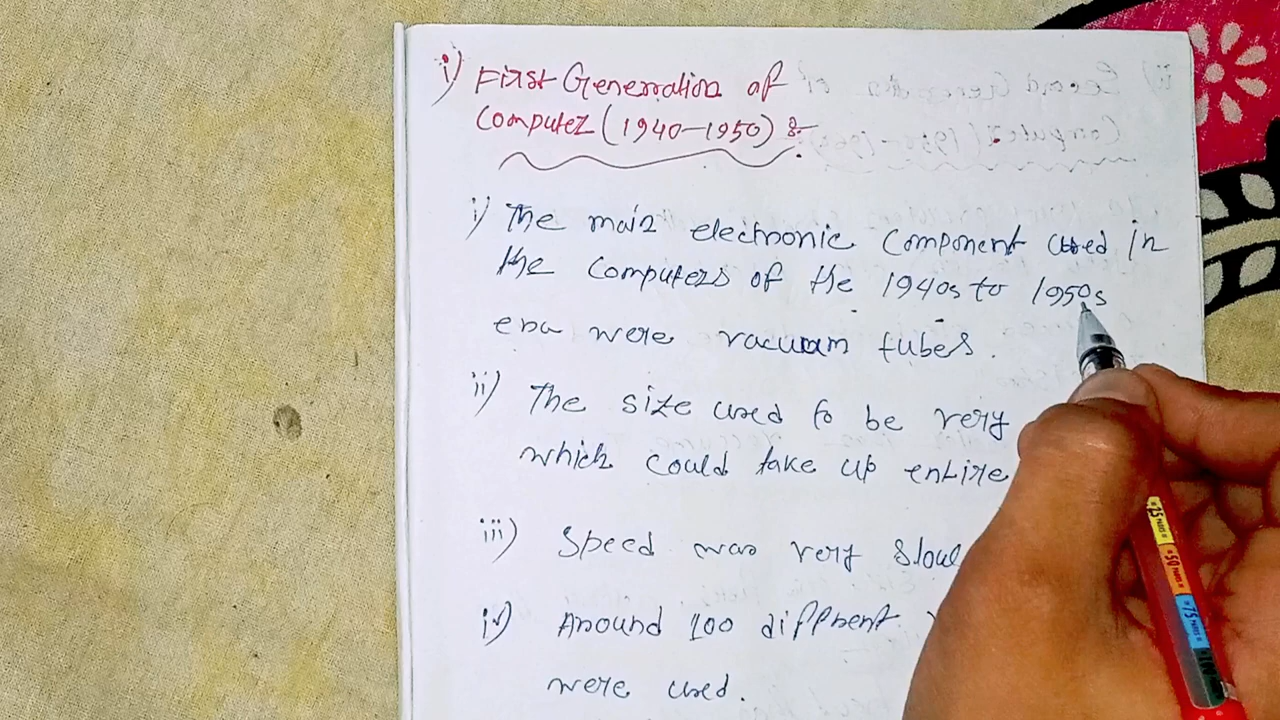 i) First Generation of
Computer (1940-1950) :-
i) The main electronic component used in
the computers of the 1940s to 1950s
era were vacuum tubes.
ii) The size used to be very
which could take up entire
iii) Speed was very slow
iv) Around 100 different
were used.